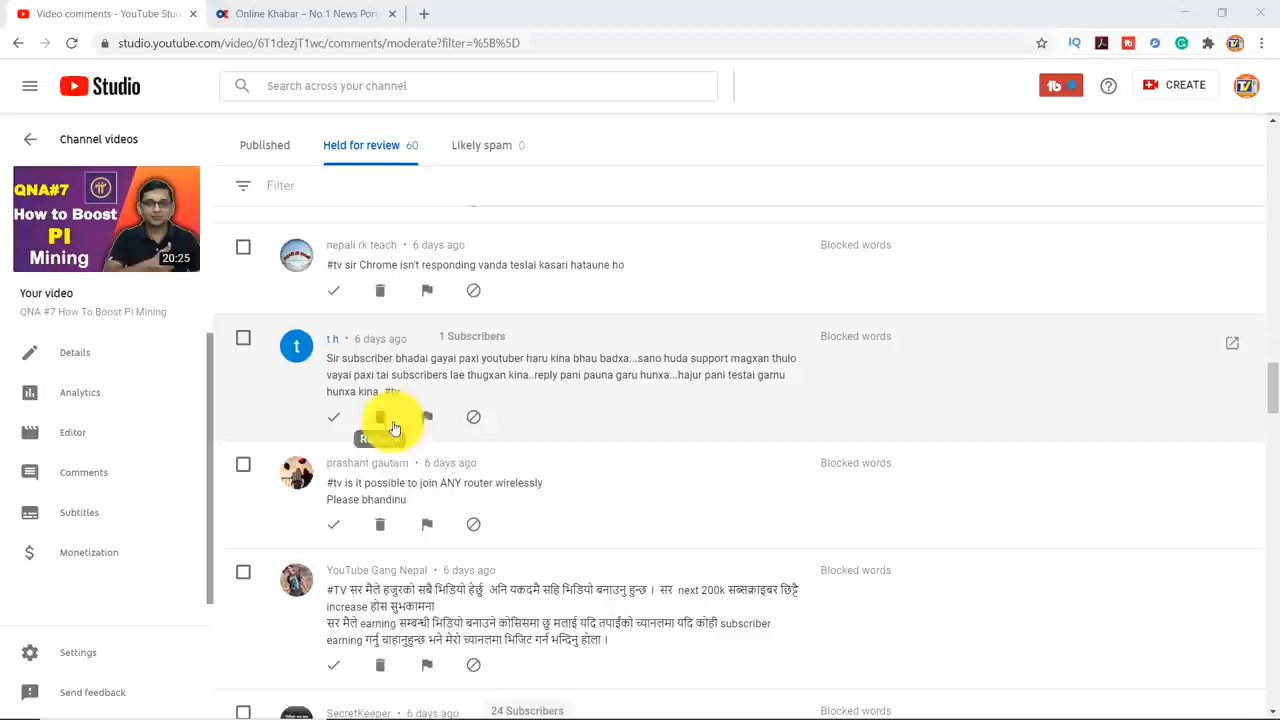 Video comments - YouTube Stu
Online Khabar – No 1 News Por
studio.youtube.com/video/6T1dezjT1wc/comments/moderate?filter=%5B%5D
Studio
Search across your channel
CREATE
Channel videos
Published
Held for review 60
Likely spam 0
Filter
QNA#7
How to Boost
PI
Mining
20:25
Your video
QNA #7 How To Boost Pi Mining
Details
Analytics
Editor
Comments
Subtitles
Monetization
Settings
Send feedback
nepali rk teach • 6 days ago
Blocked words
#tv sir Chrome isn't responding vanda teslai kasari hataune ho
t h • 6 days ago
1 Subscribers
Blocked words
Sir subscriber bhadai gayai paxi youtuber haru kina bhau badxa...sano huda support magxan thulo
vayai paxi tai subscribers lae thugxan kina..reply pani pauna garu hunxa...hajur pani testai garnu
hunxa kina #tv
prashant gautam • 6 days ago
Blocked words
#tv is it possible to join ANY router wirelessly
Please bhandinu
YouTube Gang Nepal • 6 days ago
Blocked words
#TV सर मैले हजुरको सबै भिडियो हेर्छु अनि यकदमै सहि भिडियो बनाउनु हुन्छ । सर next 200k सब्सक्राइबर छिट्टै
increase होस सुभकामना
सर मैले earning सम्बन्धी भिडियो बनाउने कोसिसमा छु मलाई यदि तपाईंको च्यानलमा यदि कोही subscriber
earning गर्नु चाहानुहुन्छ भने मेरो च्यानलमा भिजिट गर्न भन्दिनु होला ।
SecretKeeper • 6 days ago
24 Subscribers
Blocked words